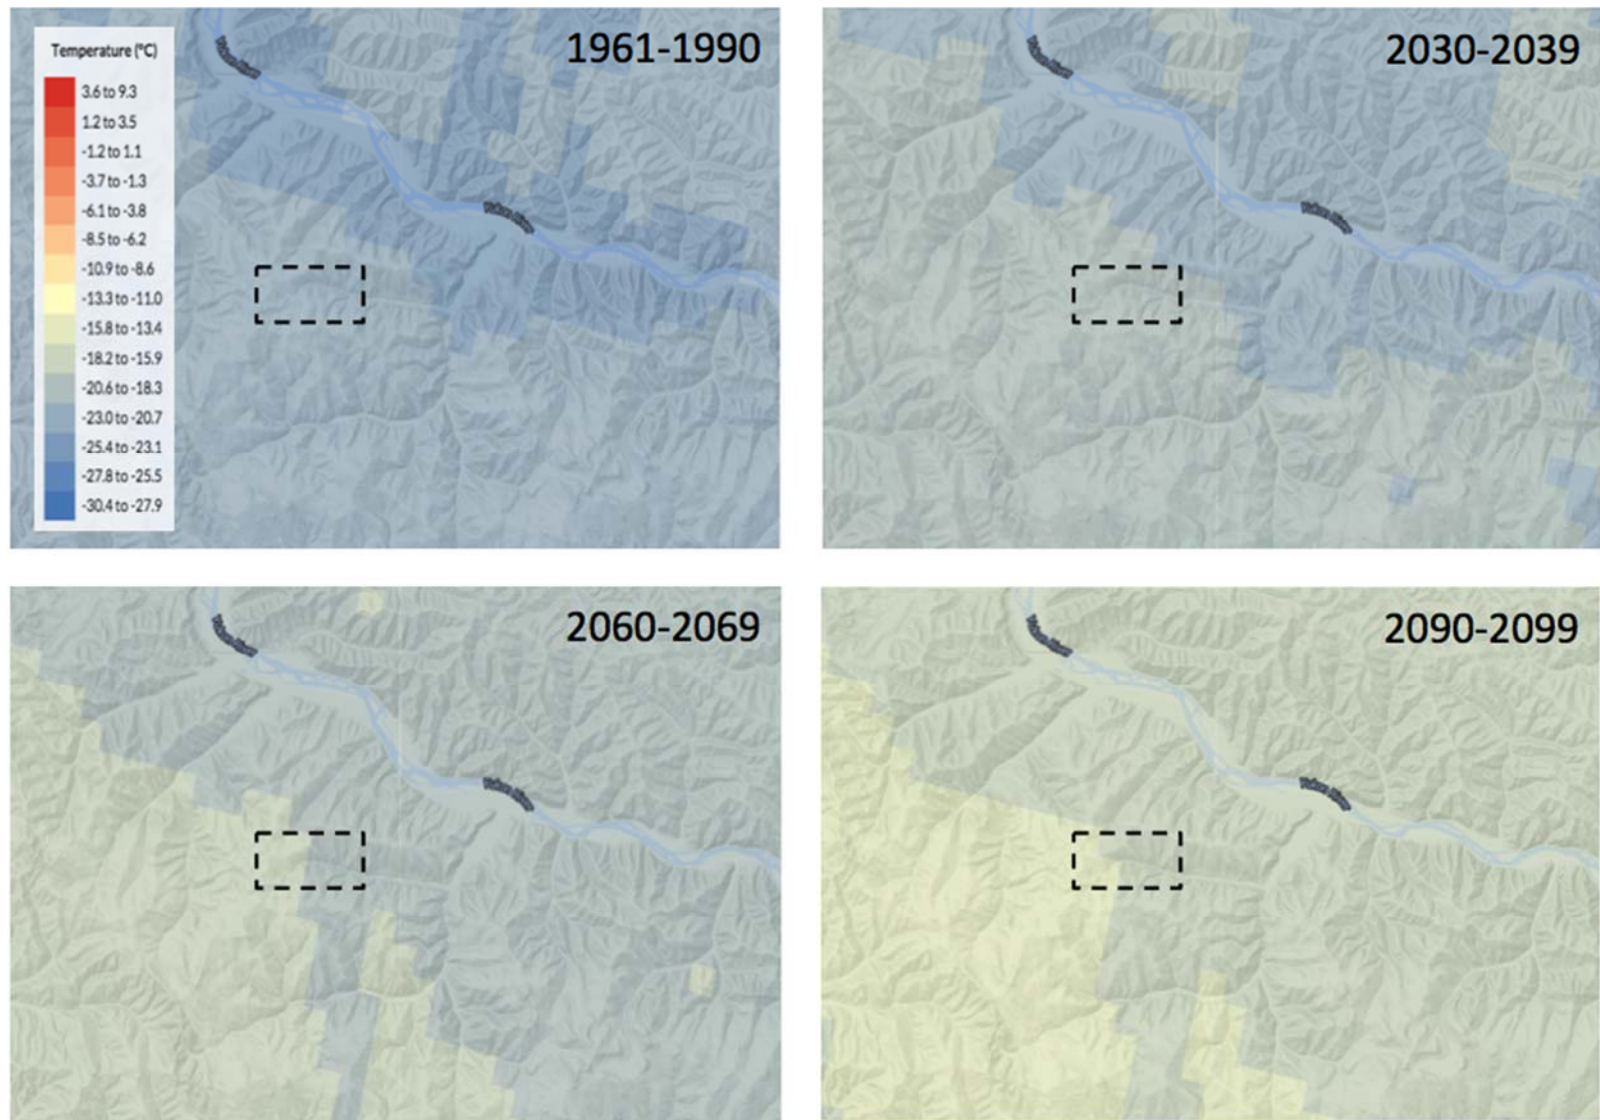 1961-1990
2030-2039
Temperature (°C)
3.6 to 9.3
1.2 to 3.5
-1.2 to 1.1
-3.7 to -1.3
-6.1 to -3.8
-8.5 to -6.2
-10.9 to -8.6
-13.3 to -11.0
-15.8 to -13.4
-18.2 to -15.9
-20.6 to -18.3
-23.0 to -20.7
-25.4 to -23.1
-27.8 to -25.5
-30.4 to -27.9
2060-2069
2090-2099